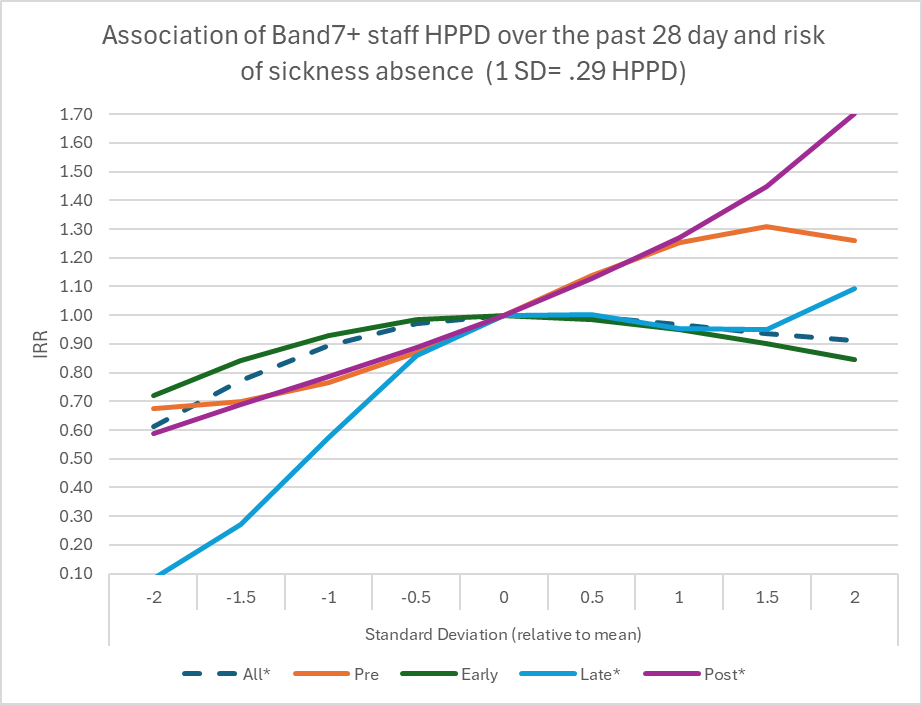 Association of Band7+ staff HPPD over the past 28 day and risk
of sickness absence (1 SD= .29 HPPD)
1.70
1.60
1.50
1.40
1.30
1.20
1.10
1.00
0.90
0.80
0.70
0.60
0.50
0.40
0.30
0.20
0.10
IRR
-2 -1.5 -1 -0.5 0 0.5 1 1.5 2
Standard Deviation (relative to mean)
All* Pre Early Late* Post*